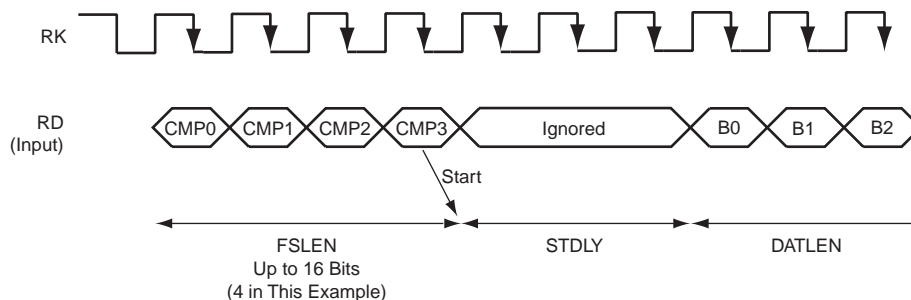 RK
RD
(Input)
CMP0 CMP1 CMP2 CMP3 Ignored B0 B1 B2
Start
FSLEN
Up to 16 Bits
(4 in This Example)
STDLY
DATLEN